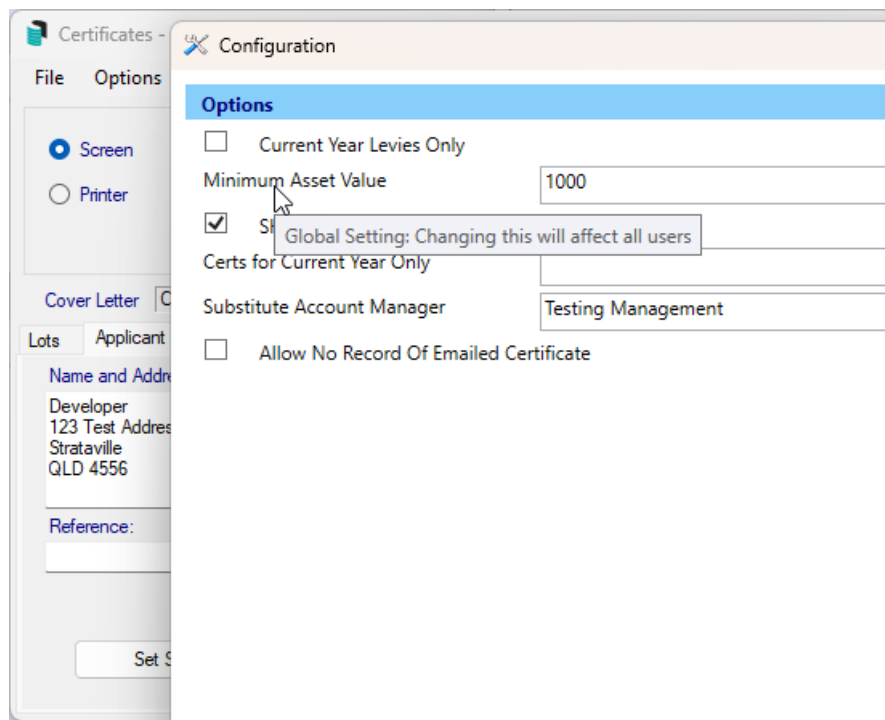 Certificates -
Configuration
File Options
Options
Screen
Current Year Levies Only
Printer
Minimum Asset Value 1000
Global Setting: Changing this will affect all users
Certs for Current Year Only
Cover Letter
Substitute Account Manager Testing Management
Lots Applicant
Allow No Record Of Emailed Certificate
Name and Addre
Developer
123 Test Addres
Strataville
QLD 4556
Reference:
Set S